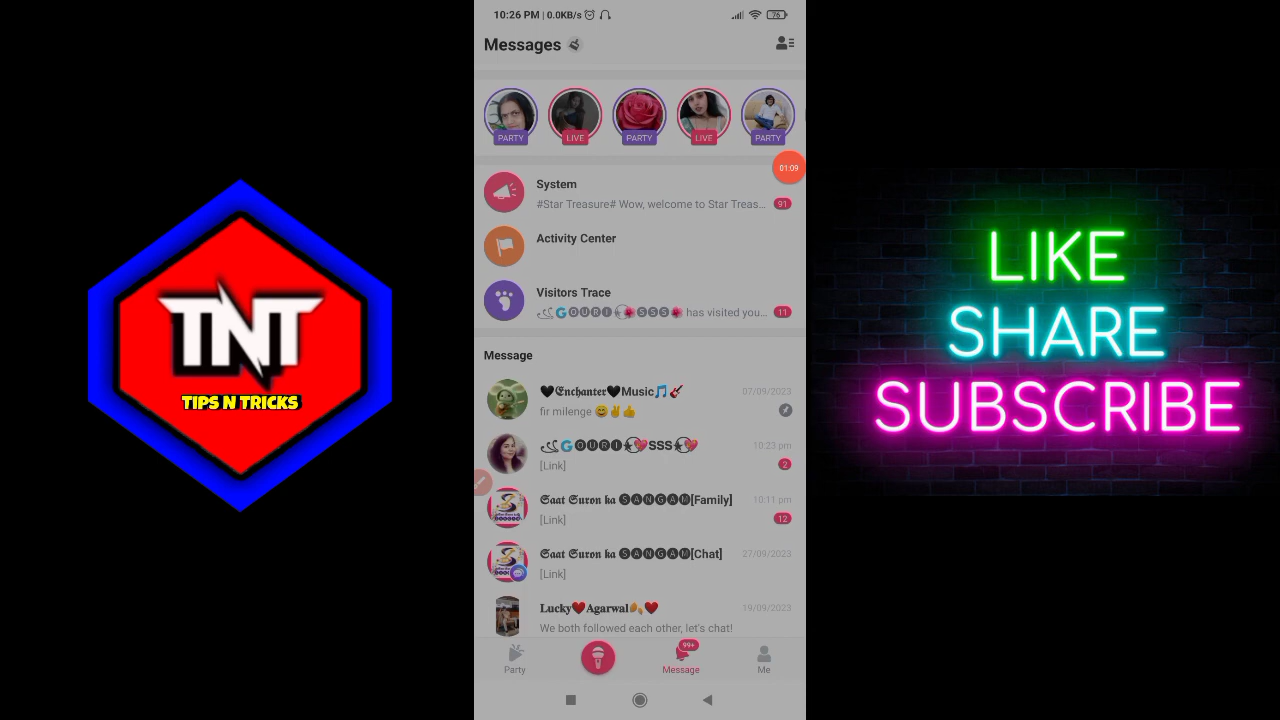 TNT
TIPS N TRICKS
10:26 PM | 0.0KB/s
76
Messages
PARTY
LIVE
PARTY
LIVE
PARTY
01:09
System
#Star Treasure# Wow, welcome to Star Treas...
91
Activity Center
Visitors Trace
G🅞🅤🅡🅘🌺🅢🅢🅢🌺 has visited you...
11
Message
🖤𝕰𝖓𝖈𝖍𝖆𝖓𝖙𝖊𝖗🖤Music🎵🎸
07/09/2023
fir milenge 😊✌👍
G🅞🅤🅡🅘💖SSS💖
10:23 pm
[Link]
2
𝕾𝖆𝖆𝖙 𝕾𝖚𝖗𝖔𝖓 𝖐𝖆 🅢🅐🅝🅖🅐🅜[Family]
10:11 pm
[Link]
12
𝕾𝖆𝖆𝖙 𝕾𝖚𝖗𝖔𝖓 𝖐𝖆 🅢🅐🅝🅖🅐🅜[Chat]
27/09/2023
[Link]
𝐋𝐮𝐜𝐤𝐲❤️𝐀𝐠𝐚𝐫𝐰𝐚𝐥🍂❤️
19/09/2023
We both followed each other, let's chat!
Party
99+
Message
Me
LIKE
SHARE
SUBSCRIBE